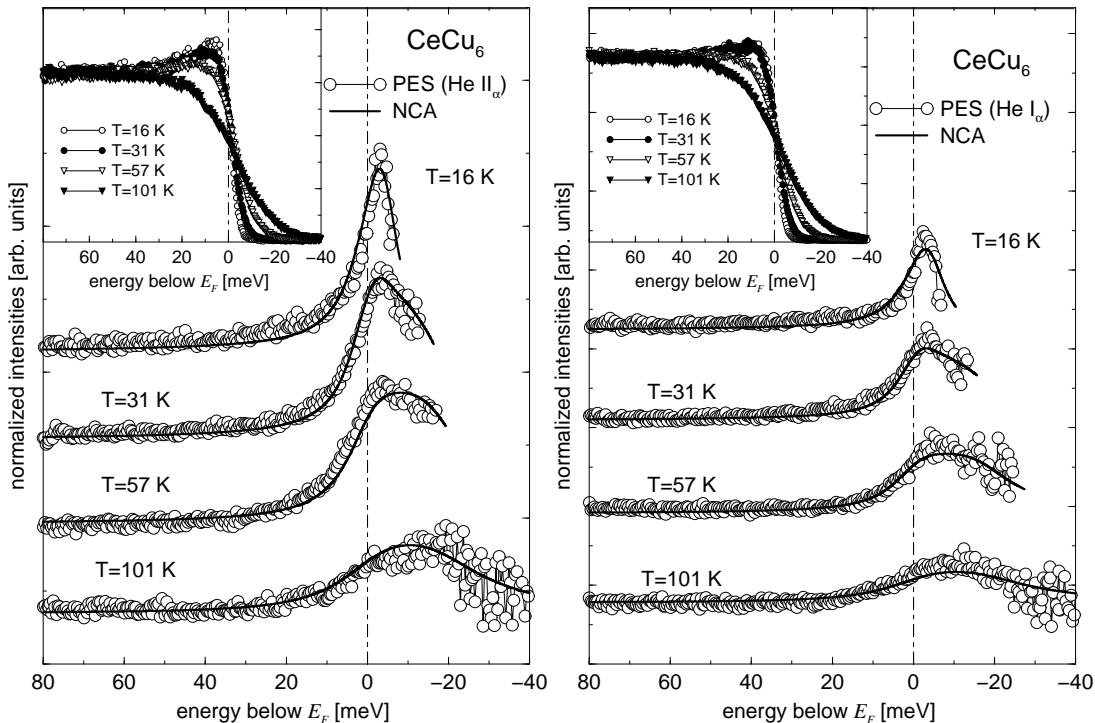 CeCu6
PES (He IIα)
NCA
T=16 K
T=31 K
T=57 K
T=101 K
80 60 40 20 0 −20 −40
energy below EF [meV]
T=16 K
T=31 K
T=57 K
T=101 K
normalized intensities [arb. units]
80 60 40 20 0 −20 −40
energy below EF [meV]
CeCu6
PES (He Iα)
NCA
T=16 K
T=31 K
T=57 K
T=101 K
80 60 40 20 0 −20 −40
energy below EF [meV]
T=16 K
T=31 K
T=57 K
T=101 K
normalized intensities [arb. units]
80 60 40 20 0 −20 −40
energy below EF [meV]